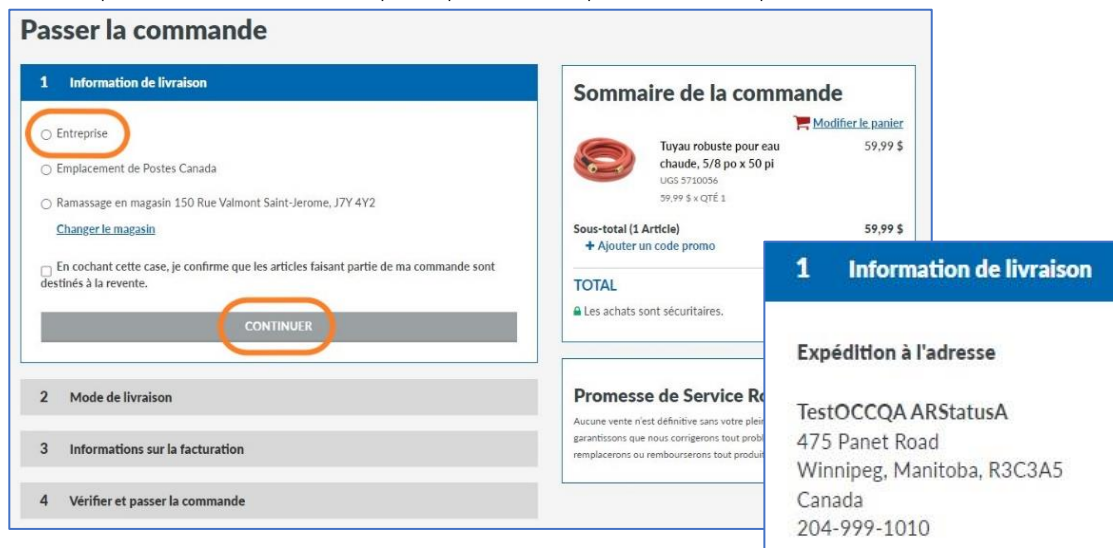 Passer la commande
1 Information de livraison
Entreprise
Emplacement de Postes Canada
Ramassage en magasin 150 Rue Valmont Saint-Jerome, J7Y 4Y2
Changer le magasin
En cochant cette case, je confirme que les articles faisant partie de ma commande sont
destinés à la revente.
CONTINUER
2 Mode de livraison
3 Informations sur la facturation
4 Vérifier et passer la commande
Sommaire de la commande
Modifier le panier
Tuyau robuste pour eau 59,99 $
chaude, 5/8 po x 50 pi
UGS 5710056
59,99 $ x QTÉ 1
Sous-total (1 Article) 59,99 $
+ Ajouter un code promo
TOTAL
Les achats sont sécuritaires.
Promesse de Service
Aucune vente n'est définitive sans votre
garantissons que nous corrigerons tout
remplacerons ou rembourserons tout
1 Information de livraison
Expédition à l'adresse
TestOCCQA ARStatusA
475 Panet Road
Winnipeg, Manitoba, R3C3A5
Canada
204-999-1010